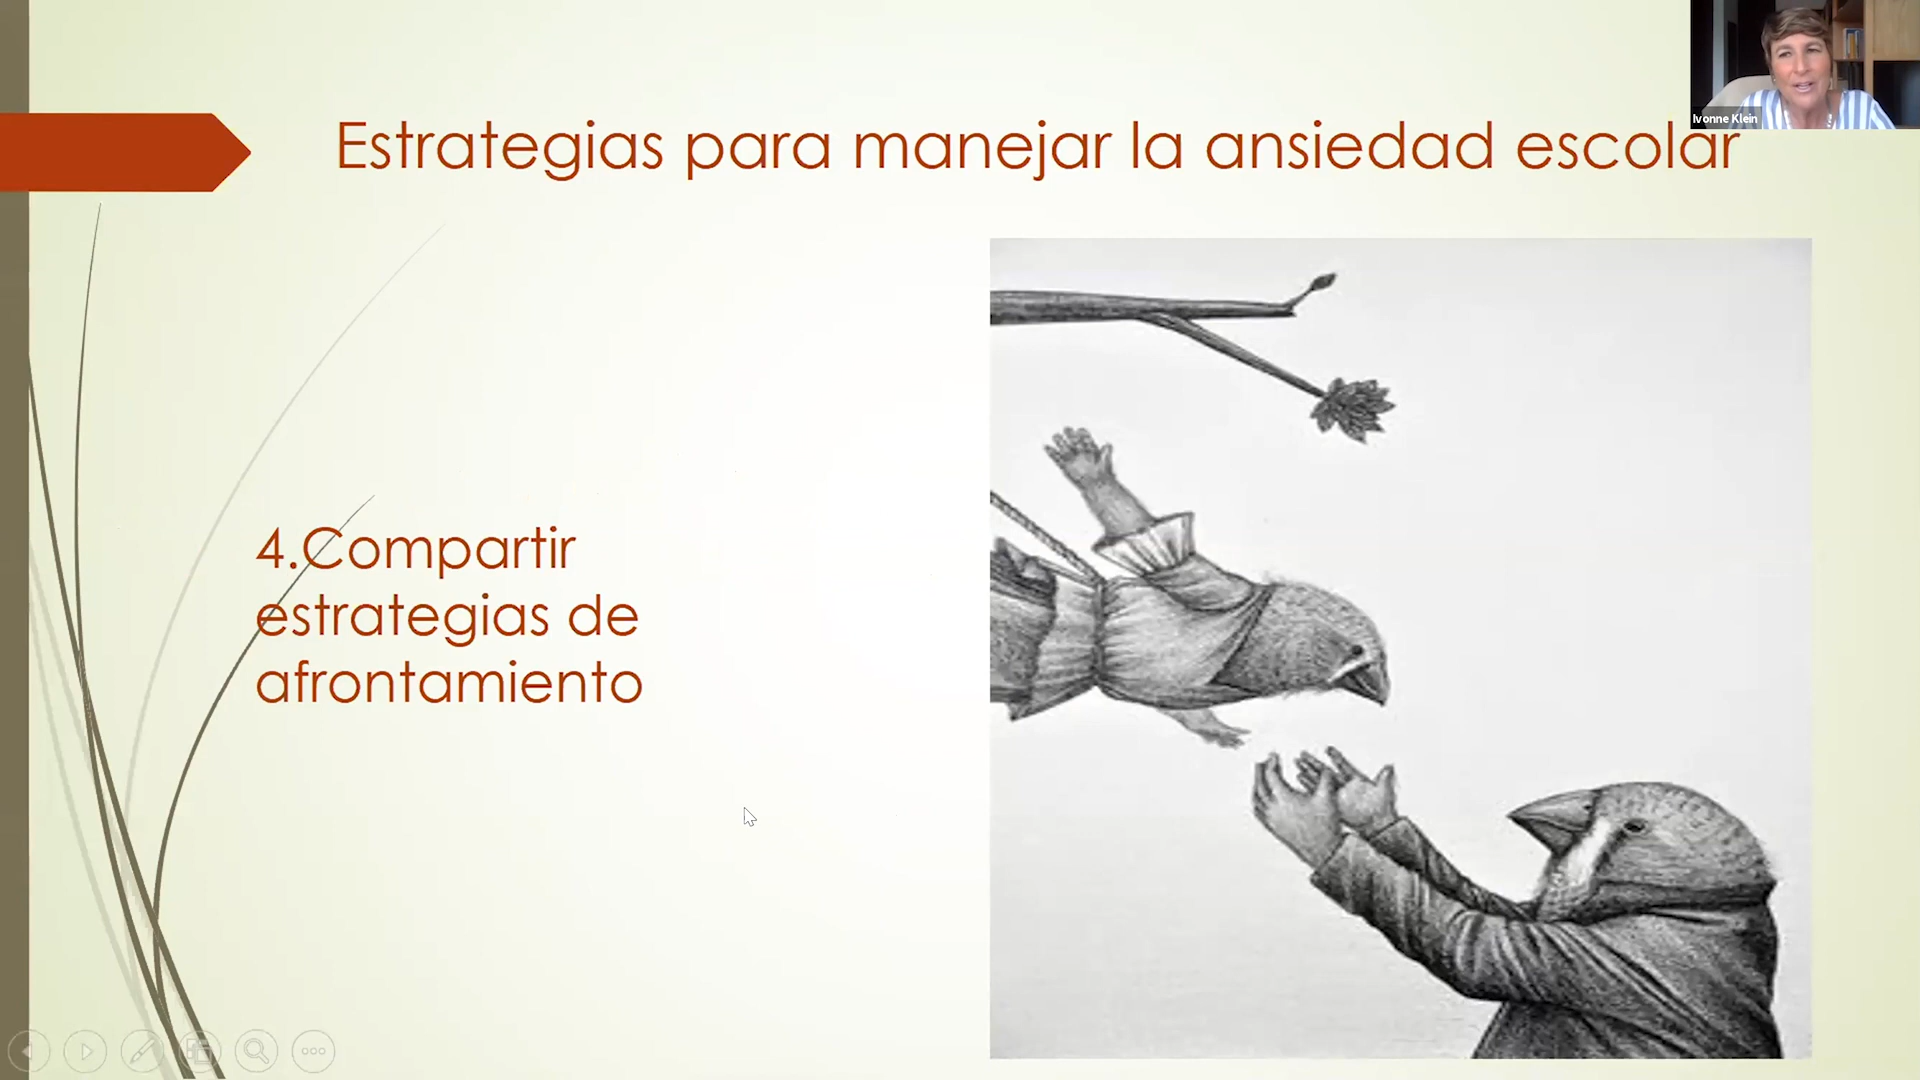 Ivonne Klein
Estrategias para manejar la ansiedad escolar
4.Compartir
estrategias de
afrontamiento